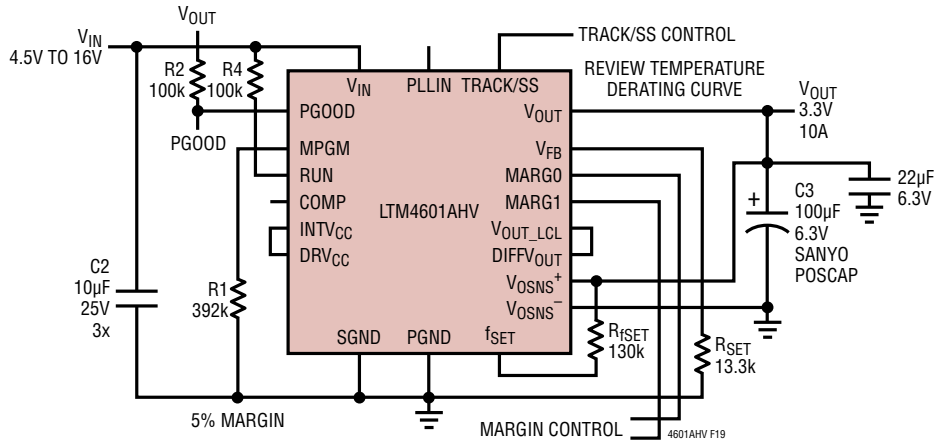 VOUT
VIN
4.5V TO 16V
R2
100k
R4
100k
PGOOD
TRACK/SS CONTROL
REVIEW TEMPERATURE
DERATING CURVE
VIN
PLLIN
TRACK/SS
PGOOD
MPGM
RUN
COMP
INTVCC
DRVCC
LTM4601AHV
VOUT
VFB
MARG0
MARG1
VOUT_LCL
DIFFVOUT
VOSNS+
VOSNS–
SGND
PGND
fSET
VOUT
3.3V
10A
22µF
6.3V
+
C3
100µF
6.3V
SANYO
POSCAP
C2
10µF
25V
3x
R1
392k
RfSET
130k
RSET
13.3k
5% MARGIN
MARGIN CONTROL
4601AHV F19